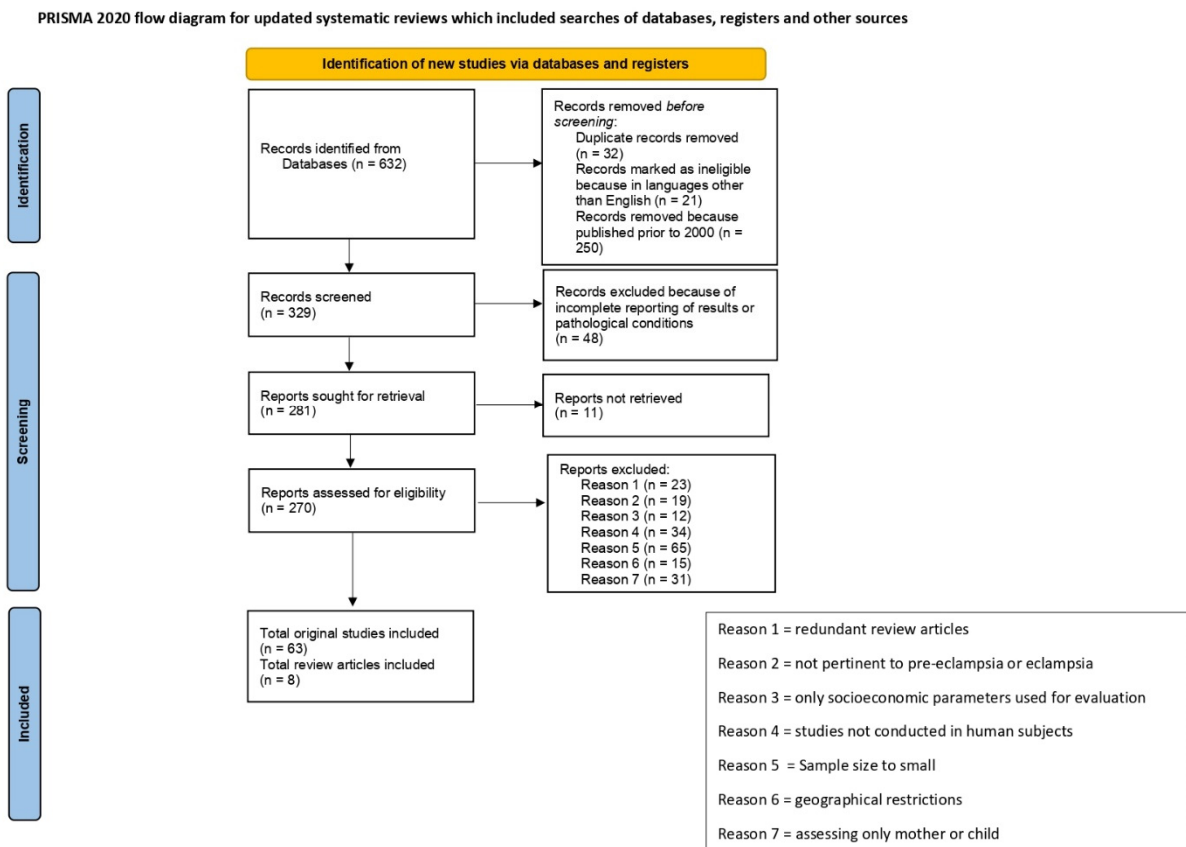 PRISMA 2020 flow diagram for updated systematic reviews which included searches of databases, registers and other sources
Identification of new studies via databases and registers
Identification
Records identified from
Databases (n = 632)
Records removed before
screening:
Duplicate records removed
(n = 32)
Records marked as ineligible
because in languages other
than English (n = 21)
Records removed because
published prior to 2000 (n =
250)
Screening
Records screened
(n = 329)
Records excluded because of
incomplete reporting of results or
pathological conditions
(n = 48)
Reports sought for retrieval
(n = 281)
Reports not retrieved
(n = 11)
Reports assessed for eligibility
(n = 270)
Reports excluded:
Reason 1 (n = 23)
Reason 2 (n = 19)
Reason 3 (n = 12)
Reason 4 (n = 34)
Reason 5 (n = 65)
Reason 6 (n = 15)
Reason 7 (n = 31)
Included
Total original studies included
(n = 63)
Total review articles included
(n = 8)
Reason 1 = redundant review articles
Reason 2 = not pertinent to pre-eclampsia or eclampsia
Reason 3 = only socioeconomic parameters used for evaluation
Reason 4 = studies not conducted in human subjects
Reason 5 = Sample size to small
Reason 6 = geographical restrictions
Reason 7 = assessing only mother or child